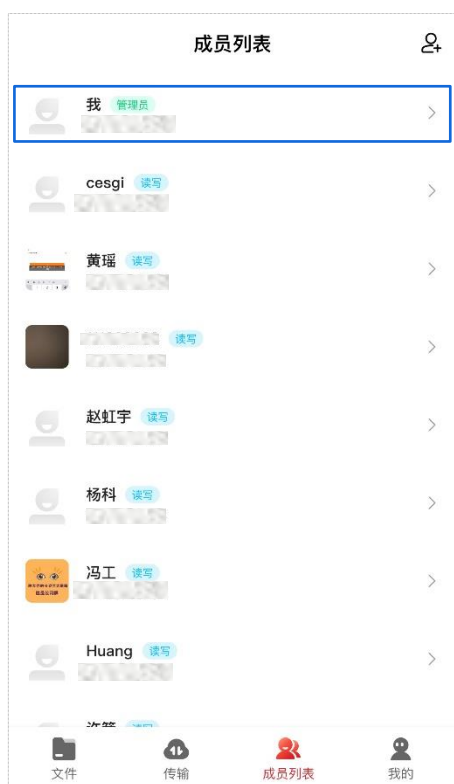 成员列表
我 管理员
cesgi 读写
黄瑶 读写
读写
赵虹宇 读写
杨科 读写
冯工 读写
Huang 读写
文件 传输 成员列表 我的